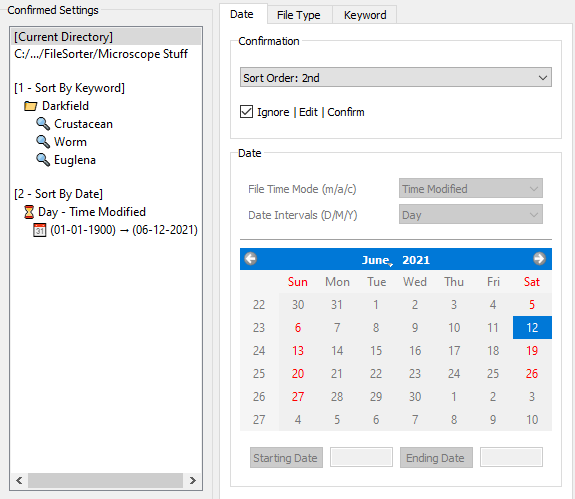 Confirmed Settings
[Current Directory]
C:/.../FileSorter/Microscope Stuff
[1 - Sort By Keyword]
Darkfield
Crustacean
Worm
Euglena
[2 - Sort By Date]
Day - Time Modified
31 (01-01-1900) → (06-12-2021)
Date File Type Keyword
Confirmation
Sort Order: 2nd
Ignore | Edit | Confirm
Date
File Time Mode (m/a/c) Time Modified
Date Intervals (D/M/Y) Day
June, 2021
Sun Mon Tue Wed Thu Fri Sat
22 30 31 1 2 3 4 5
23 6 7 8 9 10 11 12
24 13 14 15 16 17 18 19
25 20 21 22 23 24 25 26
26 27 28 29 30 1 2 3
27 4 5 6 7 8 9 10
Starting Date Ending Date